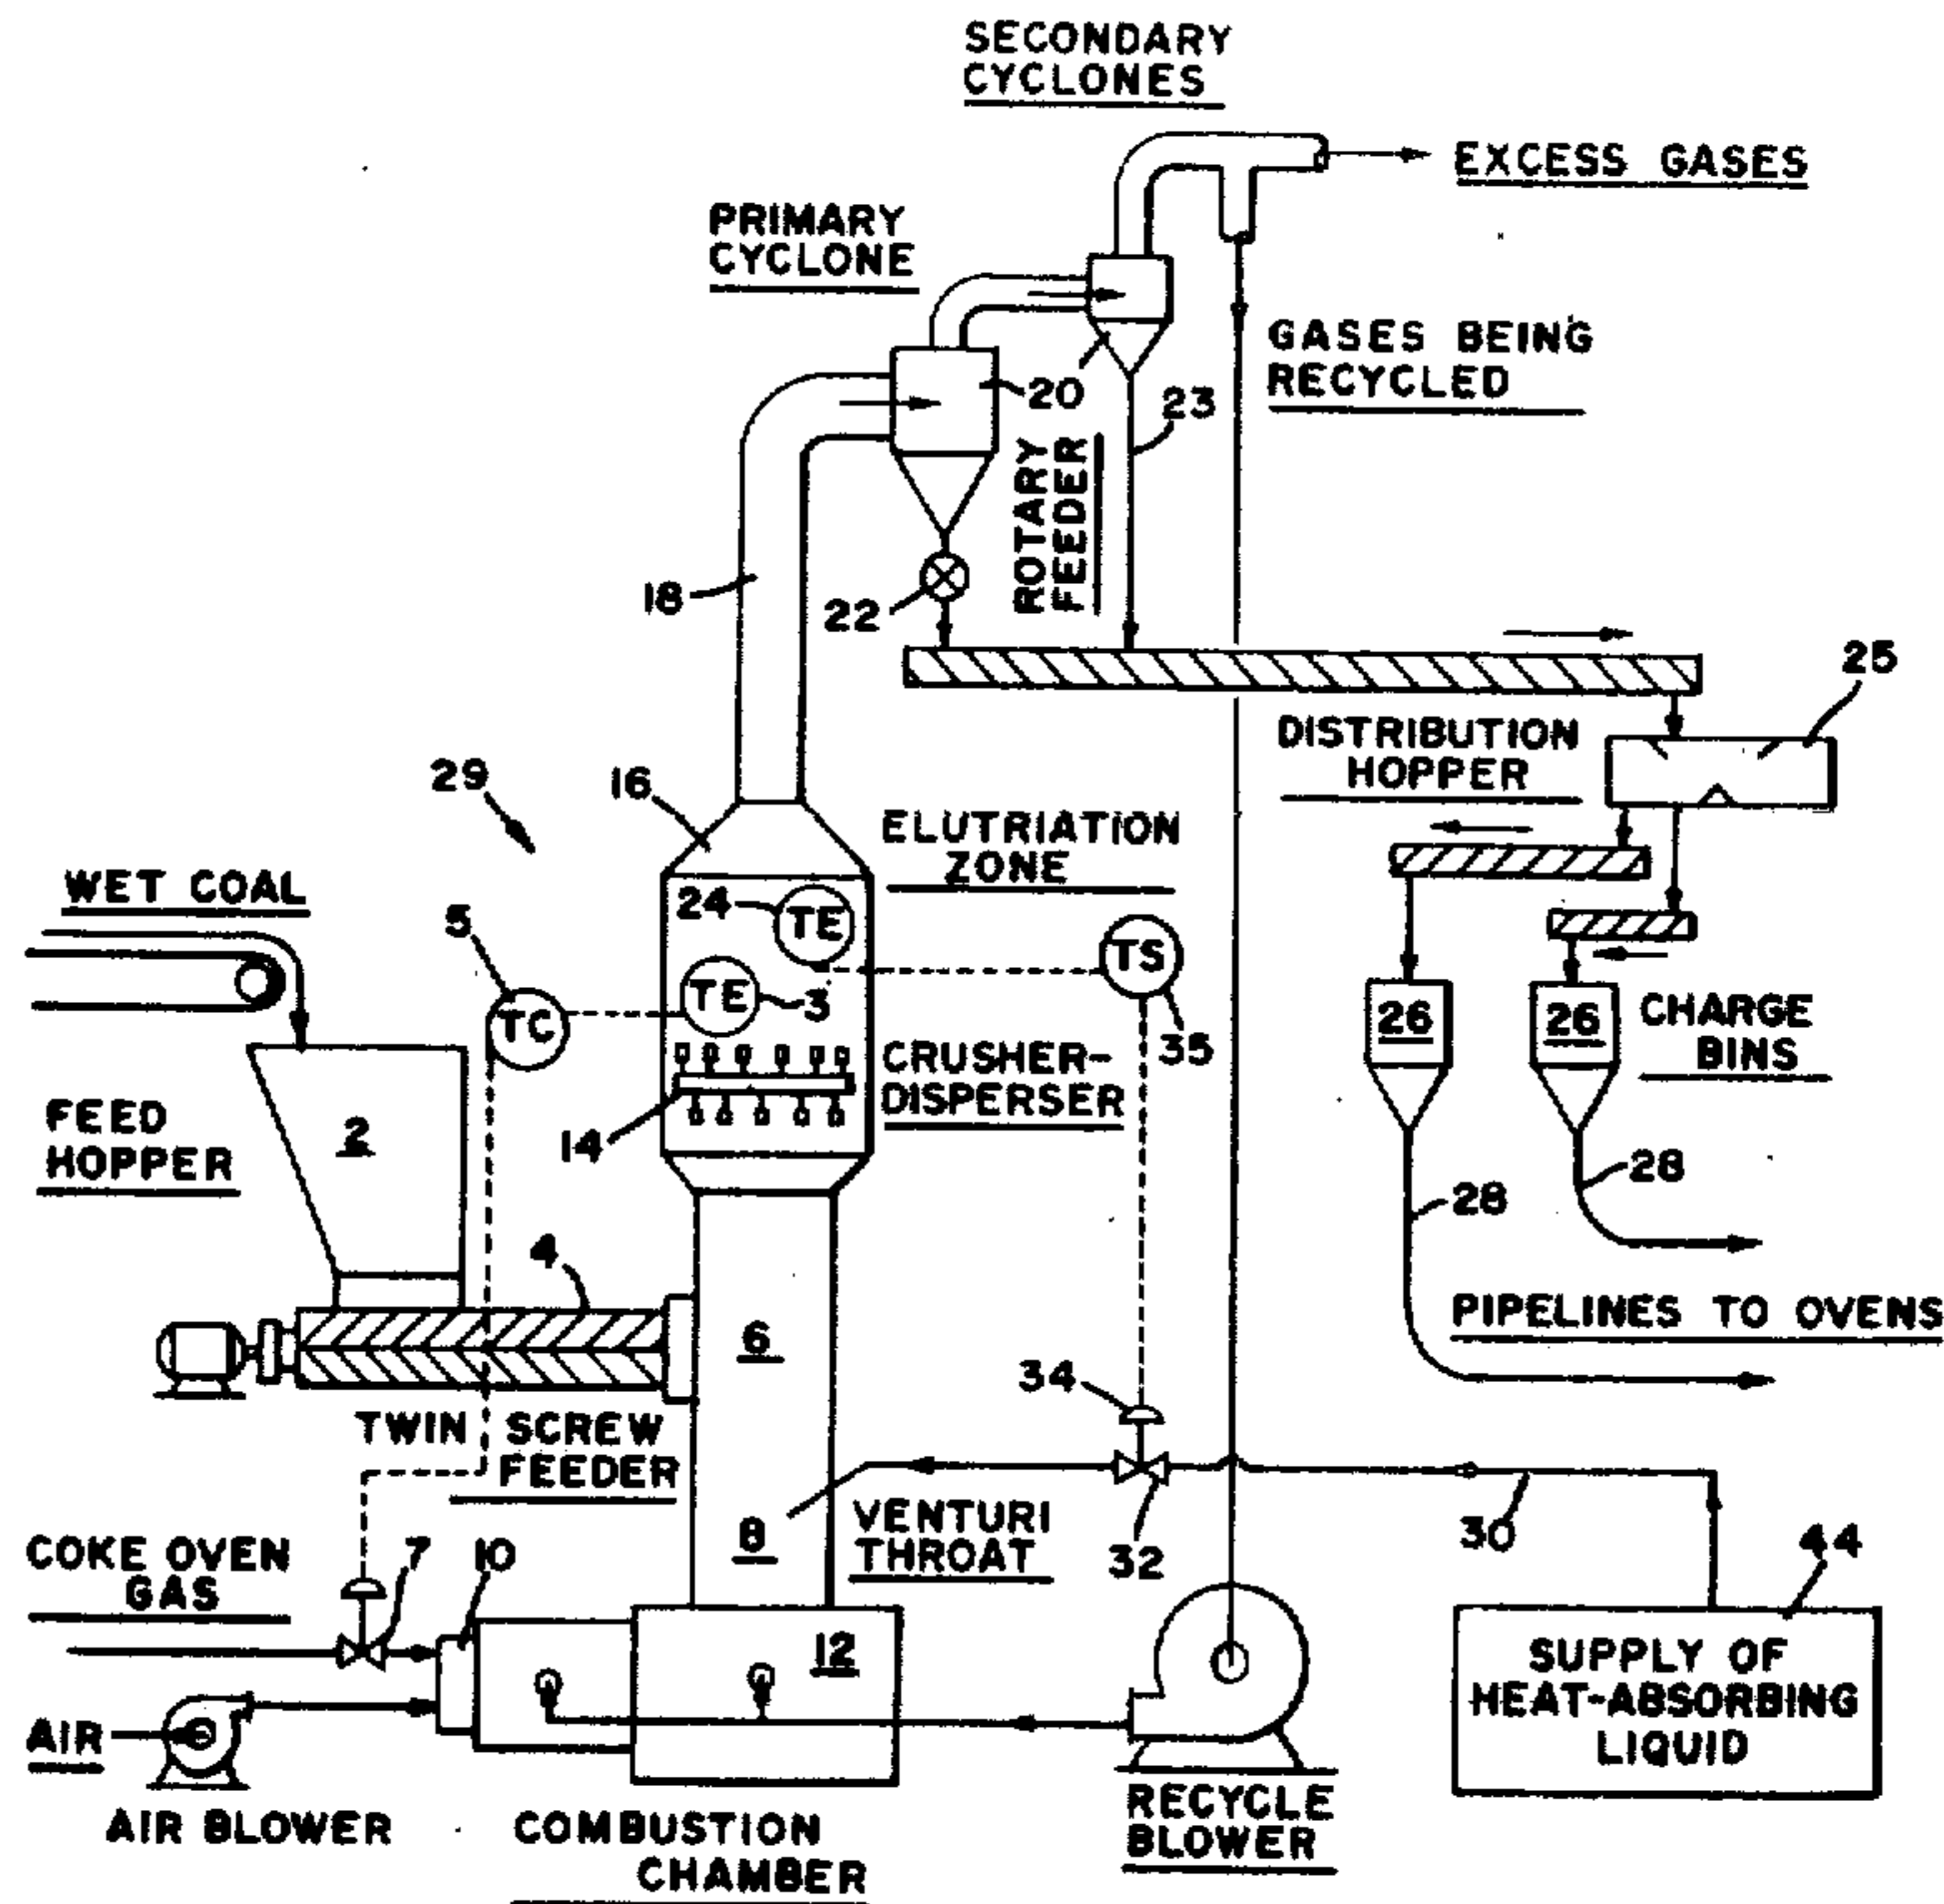 SECONDARY
CYCLONES
EXCESS GASES
PRIMARY
CYCLONE
GASES BEING
RECYCLED
20
23
ROTARY
FEEDER
18
22
25
DISTRIBUTION
HOPPER
29
16
ELUTRIATION
ZONE
WET COAL
24
TE
5
TS
TE
3
TC
26
26
CHARGE
BINS
35
CRUSHER-
DISPERSER
FEED
HOPPER
2
14
28
28
4
6
PIPELINES TO OVENS
34
TWIN SCREW
FEEDER
8
VENTURI
THROAT
32
30
44
COKE OVEN
GAS
7
10
12
SUPPLY OF
HEAT-ABSORBING
LIQUID
AIR
AIR BLOWER
COMBUSTION
CHAMBER
RECYCLE
BLOWER